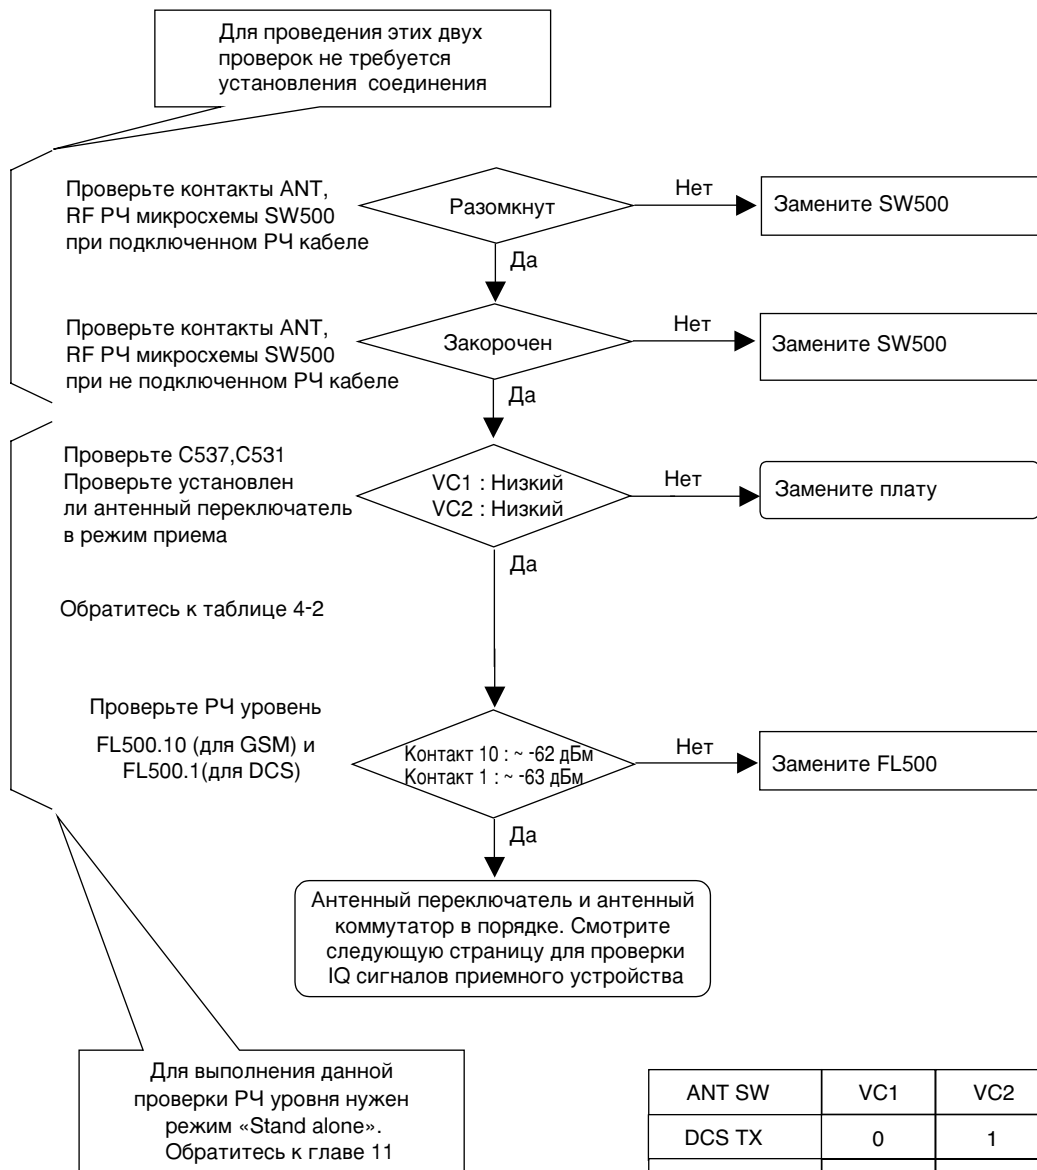 Для проведения этих двух
проверок не требуется
установления соединения
Проверьте контакты ANT,
RF РЧ микросхемы SW500
при подключенном РЧ кабеле
Разомкнут
Нет
Замените SW500
Да
Проверьте контакты ANT,
RF РЧ микросхемы SW500
при не подключенном РЧ кабеле
Закорочен
Нет
Замените SW500
Да
Проверьте C537,C531
Проверьте установлен
ли антенный переключатель
в режим приема
VC1 : Низкий
VC2 : Низкий
Нет
Замените плату
Да
Обратитесь к таблице 4-2
Проверьте РЧ уровень
FL500.10 (для GSM) и
FL500.1(для DCS)
Контакт 10 : ~ -62 дБм
Контакт 1 : ~ -63 дБм
Нет
Замените FL500
Да
Антенный переключатель и антенный
коммутатор в порядке. Смотрите
следующую страницу для проверки
IQ сигналов приемного устройства
Для выполнения данной
проверки РЧ уровня нужен
режим «Stand alone».
Обратитесь к главе 11
ANT SW VC1 VC2
DCS TX 0 1